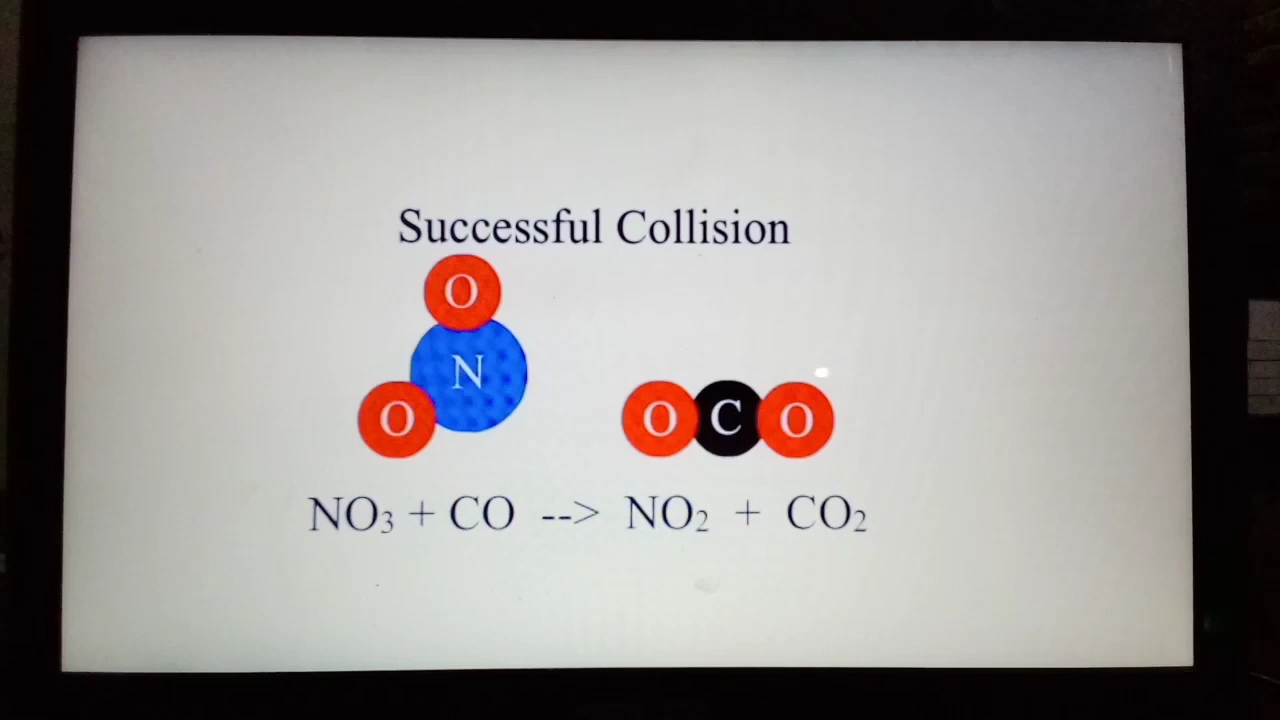 Successful Collision
O
N
O
O C O
NO₃ + CO --> NO₂ + CO₂